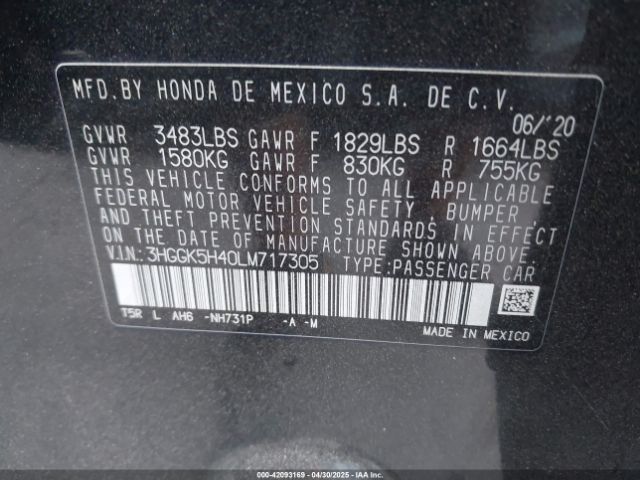 MFD. BY HONDA DE MEXICO S.A. DE C.V.
06/'20
GVWR 3483LBS GAWR F 1829LBS R 1664LBS
GVWR 1580KG GAWR F 830KG R 755KG
THIS VEHICLE CONFORMS TO ALL APPLICABLE
FEDERAL MOTOR VEHICLE SAFETY, BUMPER
AND THEFT PREVENTION STANDARDS IN EFFECT
ON THE DATE OF MANUFACTURE SHOWN ABOVE.
V.I.N.: 3HGGK5H40LM717305 TYPE:PASSENGER CAR
T5R L AH6 -NH731P -A -M
MADE IN MEXICO
000-42093169 - 04/30/2025 - IAA Inc.